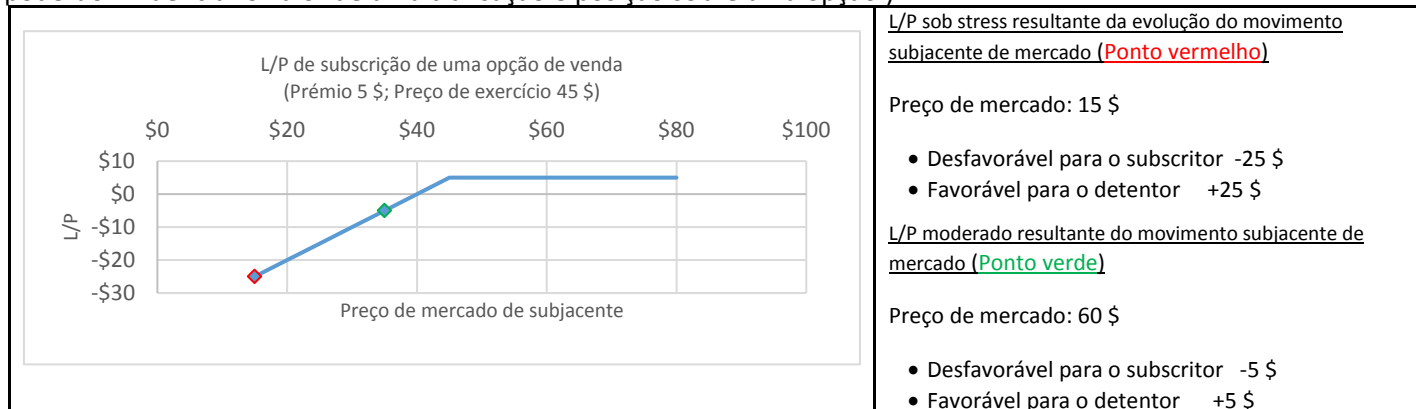 L/P de subscrição de uma opção de venda
(Prémio 5 $; Preço de exercício 45 $)
$0 $20 $40 $60 $80 $100
$10
$0
-$10
-$20
-$30
L/P
Preço de mercado de subjacente
L/P sob stress resultante da evolução do movimento
subjacente de mercado (Ponto vermelho)
Preço de mercado: 15 $
• Desfavorável para o subscritor -25 $
• Favorável para o detentor +25 $
L/P moderado resultante do movimento subjacente de
mercado (Ponto verde)
Preço de mercado: 60 $
• Desfavorável para o subscritor -5 $
• Favorável para o detentor +5 $